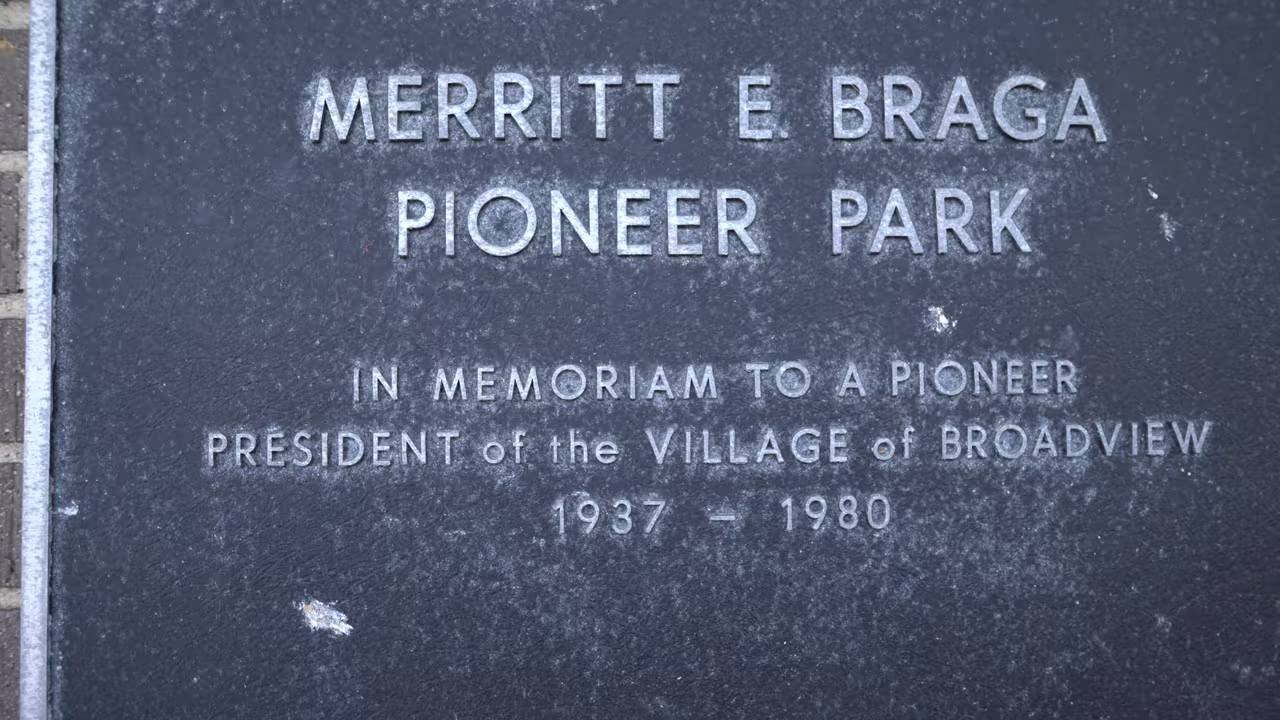 MERRITT E. BRAGA
PIONEER PARK
IN MEMORIAM TO A PIONEER
PRESIDENT of the VILLAGE of BROADVIEW
1937 – 1980